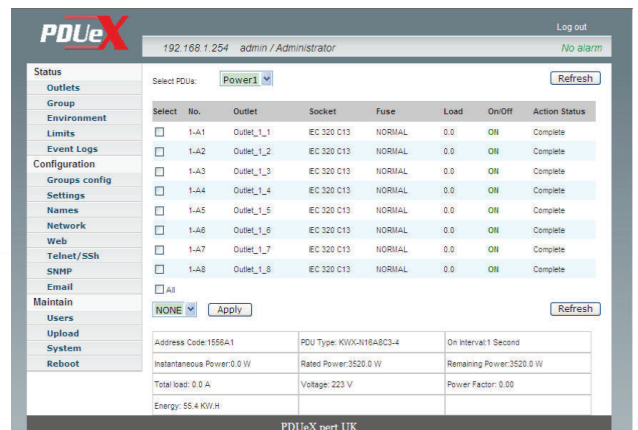 PDUeX
Log out
192.168.1.254 admin / Administrator No alarm
Status
Outlets
Group
Environment
Limits
Event Logs
Configuration
Groups config
Settings
Names
Network
Web
Telnet/SSh
SNMP
Email
Maintain
Users
Upload
System
Reboot
Select PDUs: Power1 Refresh
Select No. Outlet Socket Fuse Load On/Off Action Status
1-A1 Outlet_1_1 IEC 320 C13 NORMAL 0.0 ON Complete
1-A2 Outlet_1_2 IEC 320 C13 NORMAL 0.0 ON Complete
1-A3 Outlet_1_3 IEC 320 C13 NORMAL 0.0 ON Complete
1-A4 Outlet_1_4 IEC 320 C13 NORMAL 0.0 ON Complete
1-A5 Outlet_1_5 IEC 320 C13 NORMAL 0.0 ON Complete
1-A6 Outlet_1_6 IEC 320 C13 NORMAL 0.0 ON Complete
1-A7 Outlet_1_7 IEC 320 C13 NORMAL 0.0 ON Complete
1-A8 Outlet_1_8 IEC 320 C13 NORMAL 0.0 ON Complete
All
NONE Apply Refresh
Address Code:1556A1 PDU Type: KWX-N16A8C3-4 On Interval:1 Second
Instantaneous Power:0.0 W Rated Power:3520.0 W Remaining Power:3520.0 W
Total load: 0.0 A Voltage: 223 V Power Factor: 0.00
Energy: 55.4 KW.H
PDUeX pert UK